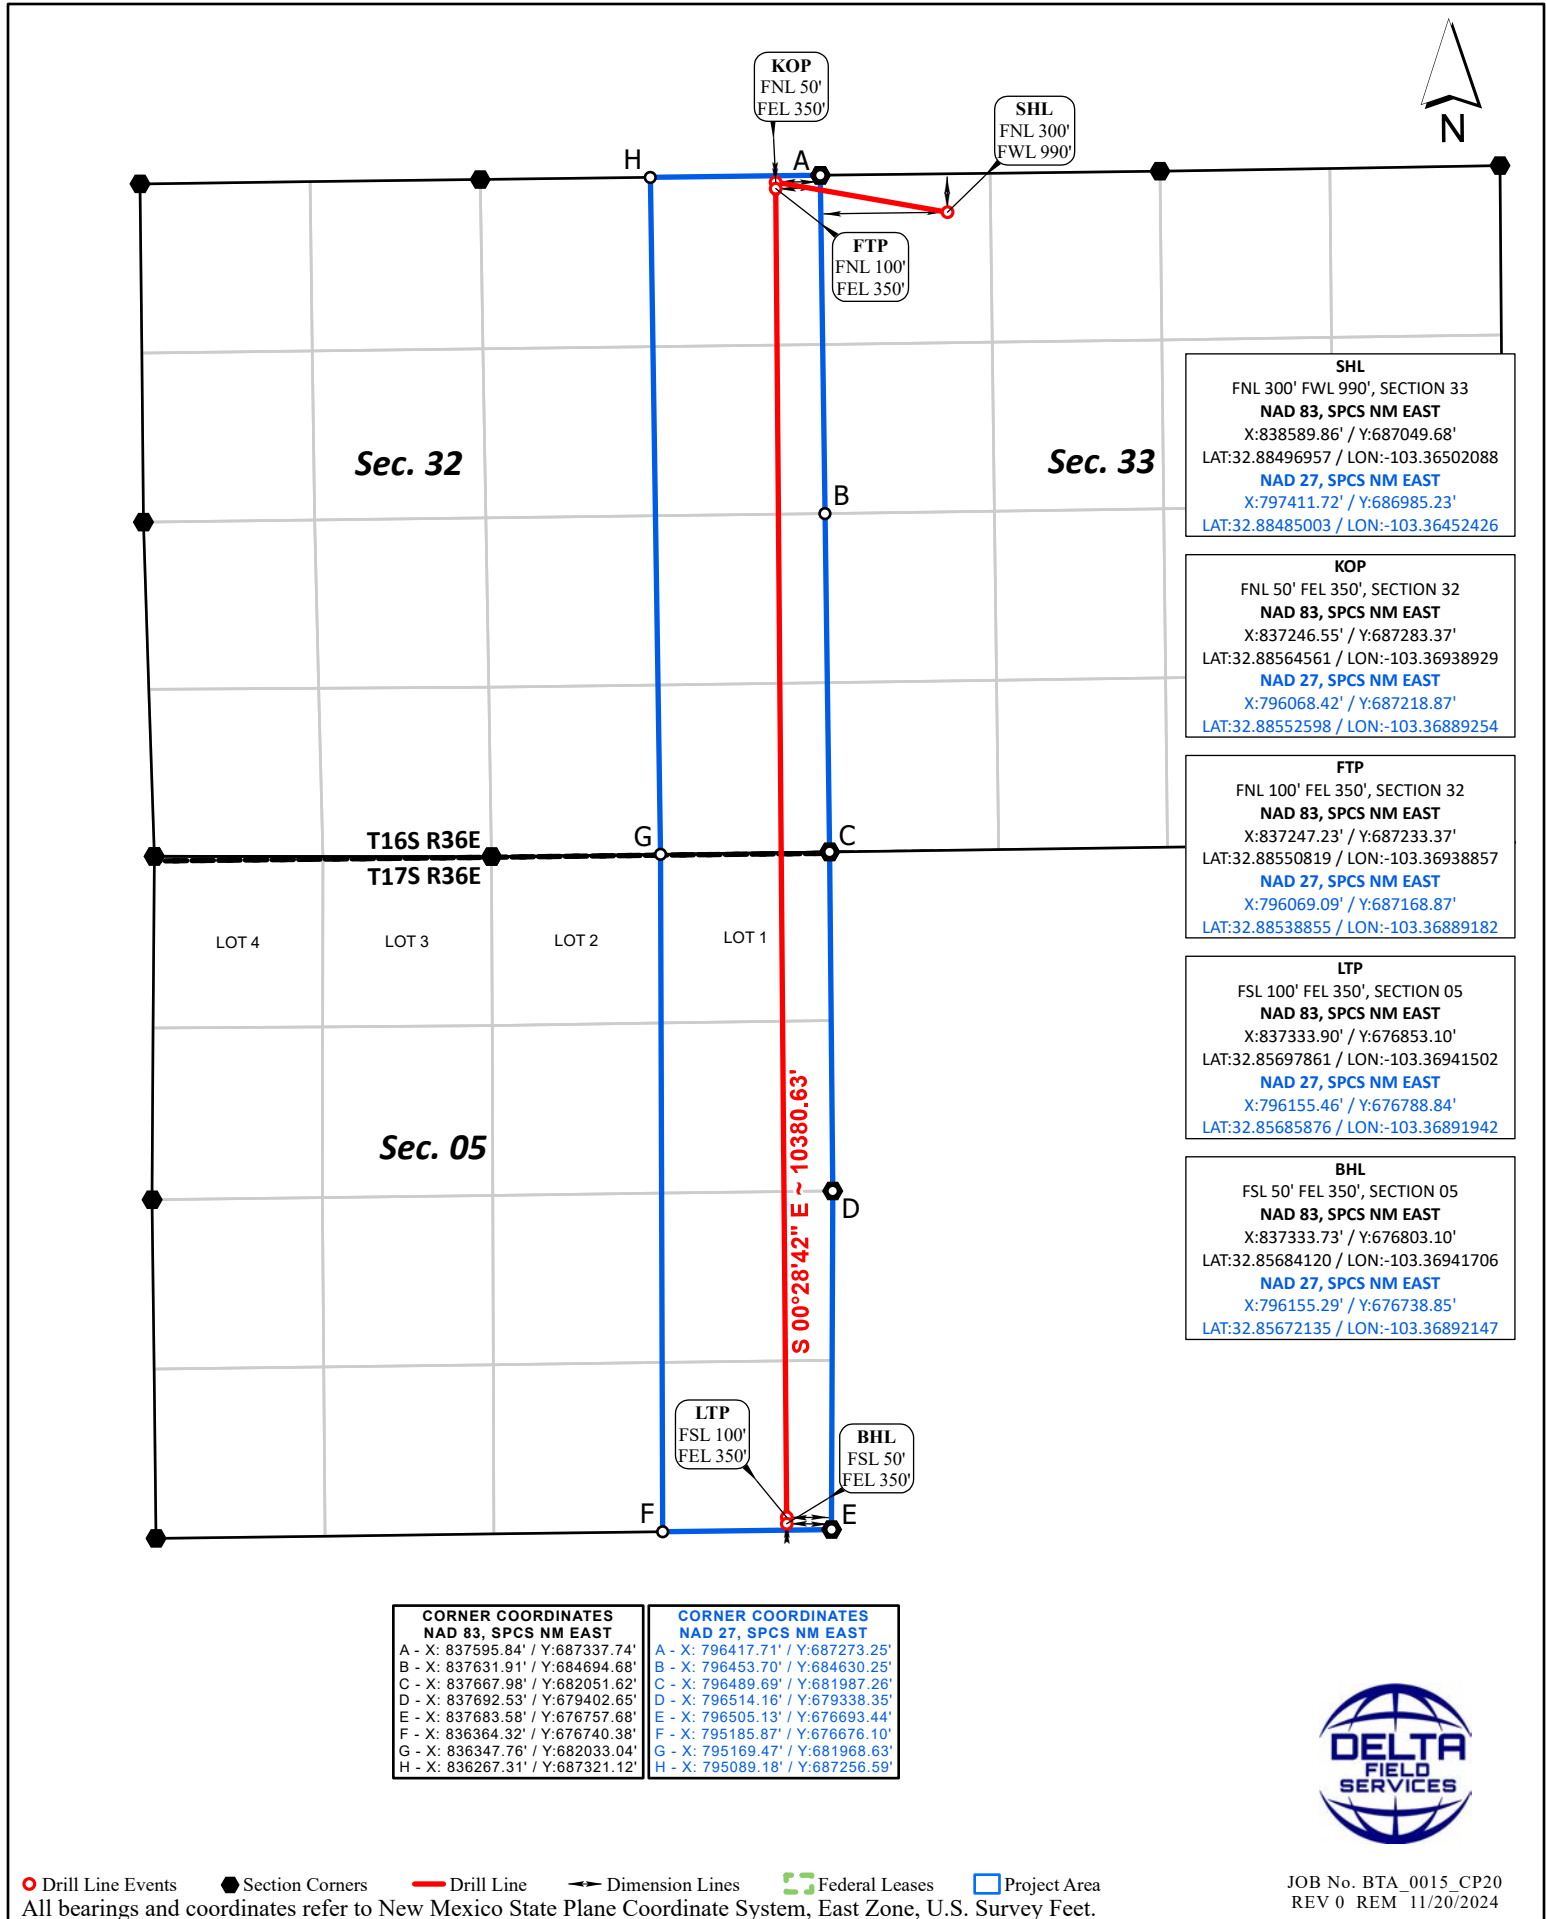 KOP
FNL 50'
FEL 350'
SHL
FNL 300'
FWL 990'
N
H
A
FTP
FNL 100'
FEL 350'
Sec. 32
Sec. 33
B
SHL
FNL 300' FWL 990', SECTION 33
NAD 83, SPCS NM EAST
X:838589.86' / Y:687049.68'
LAT:32.88496957 / LON:-103.36502088
NAD 27, SPCS NM EAST
X:797411.72' / Y:686985.23'
LAT:32.88485003 / LON:-103.36452426
KOP
FNL 50' FEL 350', SECTION 32
NAD 83, SPCS NM EAST
X:837246.55' / Y:687283.37'
LAT:32.88564561 / LON:-103.36938929
NAD 27, SPCS NM EAST
X:796068.42' / Y:687218.87'
LAT:32.88552598 / LON:-103.36889254
FTP
FNL 100' FEL 350', SECTION 32
NAD 83, SPCS NM EAST
X:837247.23' / Y:687233.37'
LAT:32.88550819 / LON:-103.36938857
NAD 27, SPCS NM EAST
X:796069.09' / Y:687168.87'
LAT:32.88538855 / LON:-103.36889182
LTP
FSL 100' FEL 350', SECTION 05
NAD 83, SPCS NM EAST
X:837333.90' / Y:676853.10'
LAT:32.85697861 / LON:-103.36941502
NAD 27, SPCS NM EAST
X:796155.46' / Y:676788.84'
LAT:32.85685876 / LON:-103.36891942
BHL
FSL 50' FEL 350', SECTION 05
NAD 83, SPCS NM EAST
X:837333.73' / Y:676803.10'
LAT:32.85684120 / LON:-103.36941706
NAD 27, SPCS NM EAST
X:796155.29' / Y:676738.85'
LAT:32.85672135 / LON:-103.36892147
T16S R36E
G
C
T17S R36E
LOT 4
LOT 3
LOT 2
LOT 1
Sec. 05
S 00°28'42" E ~ 10380.63'
D
LTP
FSL 100'
FEL 350'
BHL
FSL 50'
FEL 350'
F
E
CORNER COORDINATES
NAD 83, SPCS NM EAST
A - X: 837595.84' / Y:687337.74'
B - X: 837631.91' / Y:684694.68'
C - X: 837667.98' / Y:682051.62'
D - X: 837692.53' / Y:679402.65'
E - X: 837683.58' / Y:676757.68'
F - X: 836364.32' / Y:676740.38'
G - X: 836347.76' / Y:682033.04'
H - X: 836267.31' / Y:687321.12'
CORNER COORDINATES
NAD 27, SPCS NM EAST
A - X: 796417.71' / Y:687273.25'
B - X: 796453.70' / Y:684630.25'
C - X: 796489.69' / Y:681987.26'
D - X: 796514.16' / Y:679338.35'
E - X: 796505.13' / Y:676693.44'
F - X: 795185.87' / Y:676676.10'
G - X: 795169.47' / Y:681968.63'
H - X: 795089.18' / Y:687256.59'
DELTA
FIELD
SERVICES
Drill Line Events
Section Corners
Drill Line
Dimension Lines
Federal Leases
Project Area
All bearings and coordinates refer to New Mexico State Plane Coordinate System, East Zone, U.S. Survey Feet.
JOB No. BTA_0015_CP20
REV 0 REM 11/20/2024